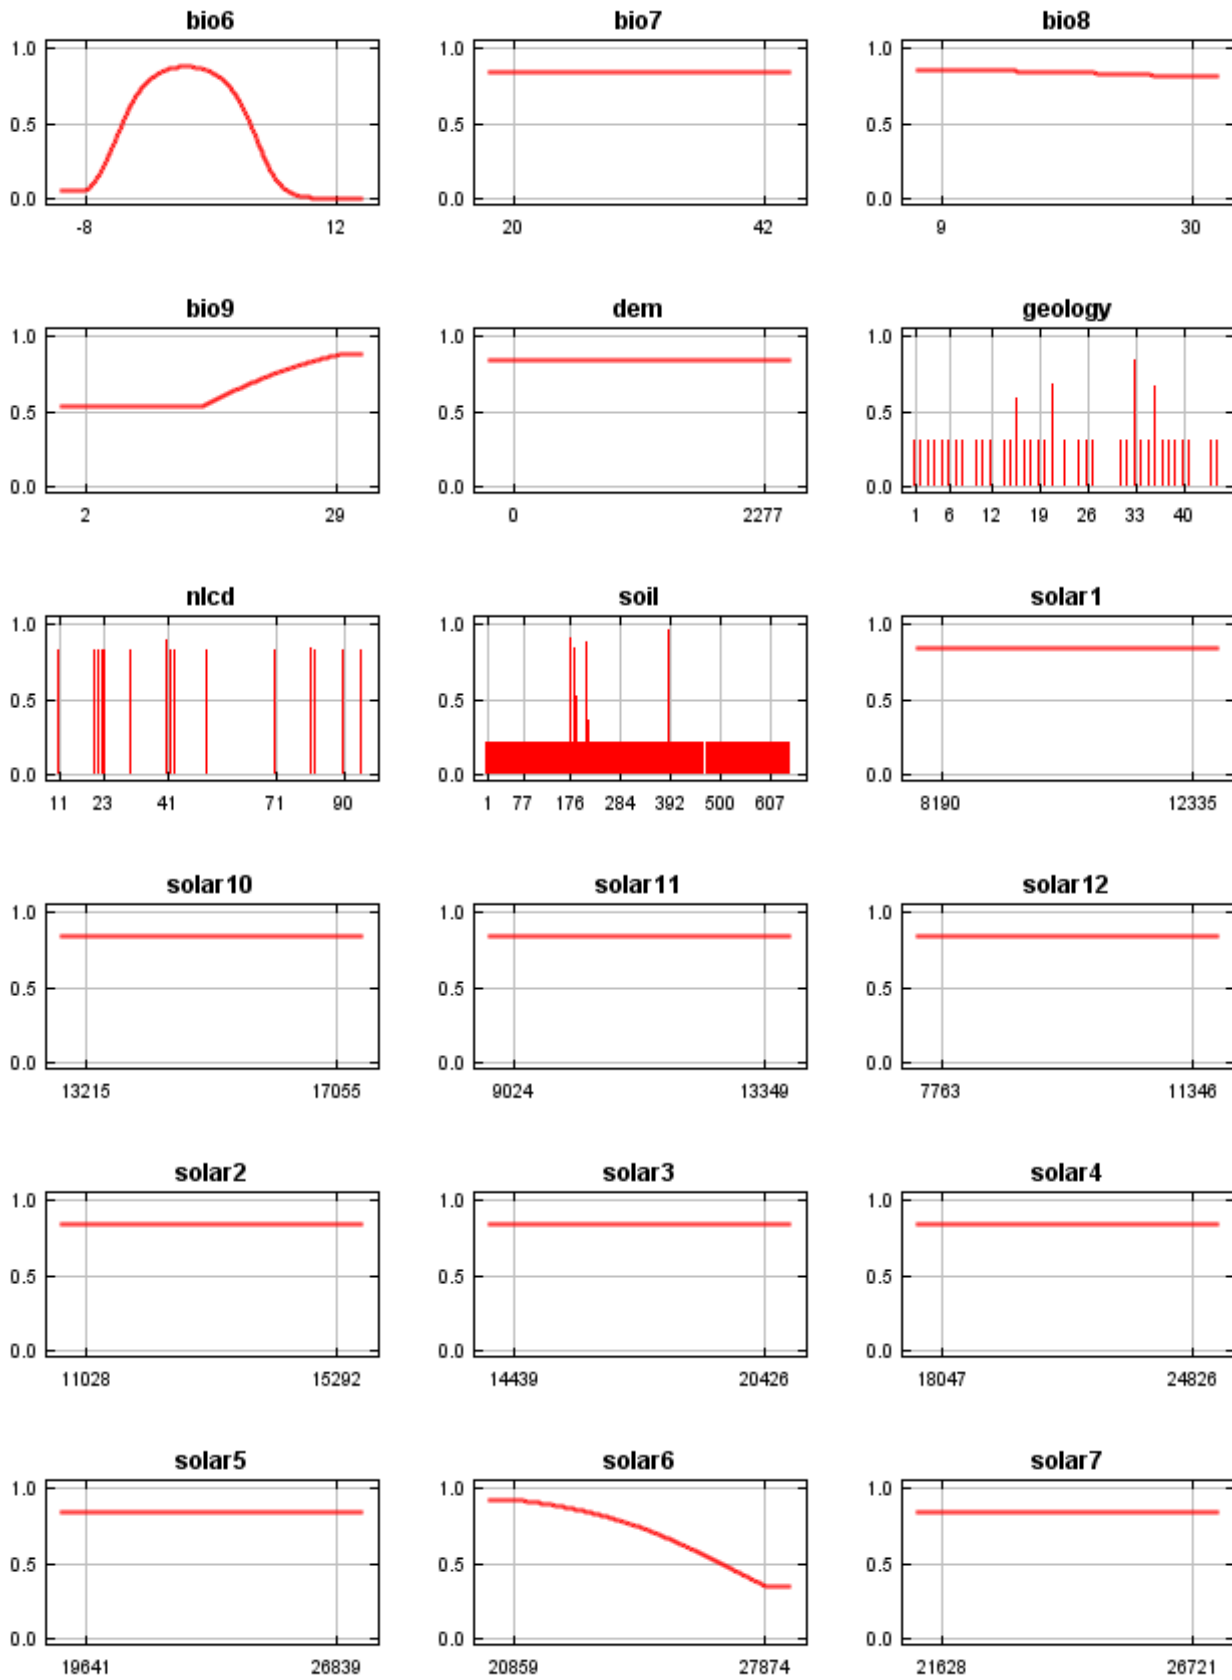 bio6 bio7 bio8
1.0 1.0 1.0
0.5 0.5 0.5
0.0 0.0 0.0
-8 12 20 42 9 30
bio9 dem geology
1.0 1.0 1.0
0.5 0.5 0.5
0.0 0.0 0.0
2 29 0 2277 1 6 12 19 26 33 40
nlcd soil solar1
1.0 1.0 1.0
0.5 0.5 0.5
0.0 0.0 0.0
11 23 41 71 90 1 77 176 284 392 500 607 8190 12335
solar10 solar11 solar12
1.0 1.0 1.0
0.5 0.5 0.5
0.0 0.0 0.0
13215 17055 9024 13349 7763 11346
solar2 solar3 solar4
1.0 1.0 1.0
0.5 0.5 0.5
0.0 0.0 0.0
11028 15292 14439 20426 18047 24826
solar5 solar6 solar7
1.0 1.0 1.0
0.5 0.5 0.5
0.0 0.0 0.0
19641 26839 20859 27874 21628 26721